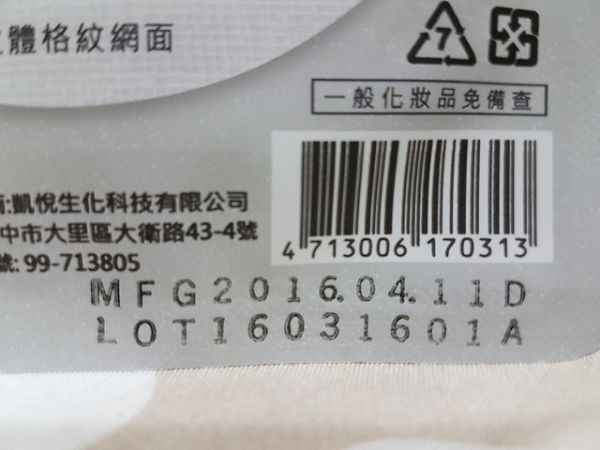 體格紋網面
7
一般化妝品免備查
凱悅生化科技有限公司
中市大里區大衛路43-4號
號: 99-713805
4 713006 170313
MFG2016.04.11D
LOT16031601A